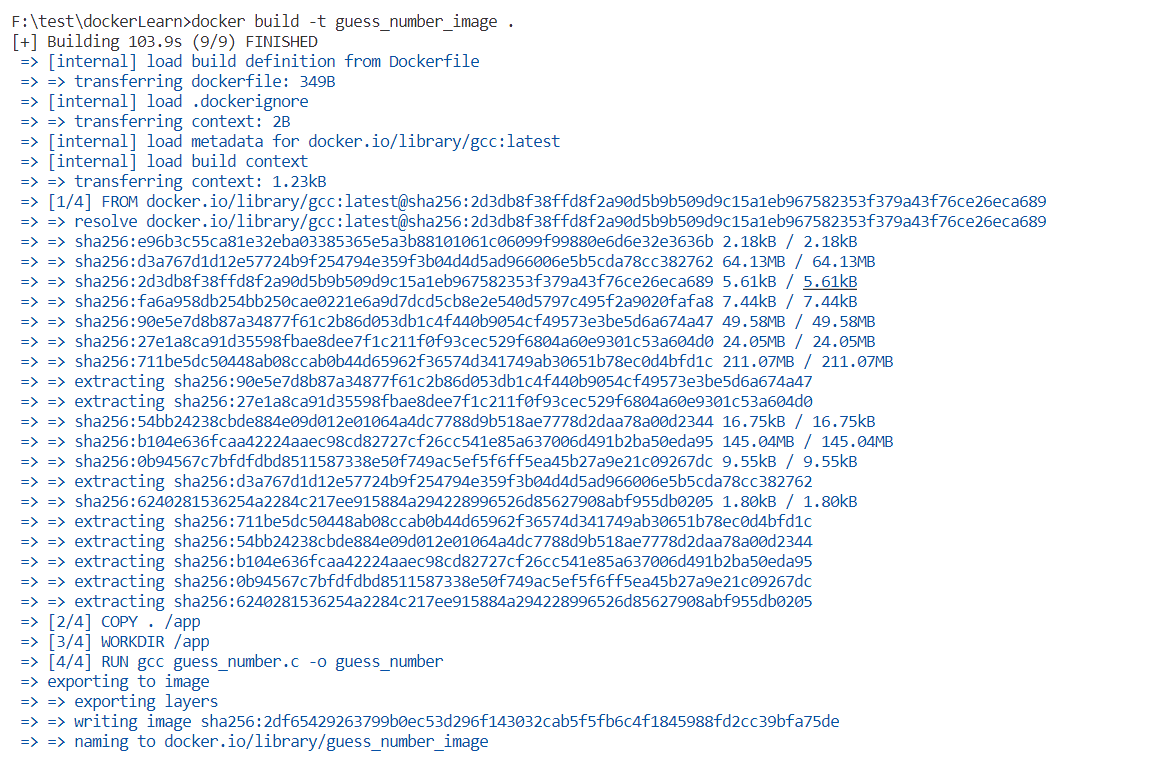 F:\test\dockerLearn>docker build -t guess_number_image .
[+] Building 103.9s (9/9) FINISHED
=> [internal] load build definition from Dockerfile
=> => transferring dockerfile: 349B
=> [internal] load .dockerignore
=> => transferring context: 2B
=> [internal] load metadata for docker.io/library/gcc:latest
=> [internal] load build context
=> => transferring context: 1.23kB
=> [1/4] FROM docker.io/library/gcc:latest@sha256:2d3db8f38ffd8f2a90d5b9b509d9c15a1eb967582353f379a43f76ce26eca689
=> => resolve docker.io/library/gcc:latest@sha256:2d3db8f38ffd8f2a90d5b9b509d9c15a1eb967582353f379a43f76ce26eca689
=> => sha256:e96b3c55ca81e32eba03385365e5a3b88101061c06099f99880e6d6e32e3636b 2.18kB / 2.18kB
=> => sha256:d3a767d1d12e57724b9f254794e359f3b04d4d5ad966006e5b5cda78cc382762 64.13MB / 64.13MB
=> => sha256:2d3db8f38ffd8f2a90d5b9b509d9c15a1eb967582353f379a43f76ce26eca689 5.61kB / 5.61kB
=> => sha256:fa6a958db254bb250cae0221e6a9d7dcd5cb8e2e540d5797c495f2a9020fafa8 7.44kB / 7.44kB
=> => sha256:90e5e7d8b87a34877f61c2b86d053db1c4f440b9054cf49573e3be5d6a674a47 49.58MB / 49.58MB
=> => sha256:27e1a8ca91d35598fbae8dee7f1c211f0f93cec529f6804a60e9301c53a604d0 24.05MB / 24.05MB
=> => sha256:711be5dc50448ab08ccab0b44d65962f36574d341749ab30651b78ec0d4bfd1c 211.07MB / 211.07MB
=> => extracting sha256:90e5e7d8b87a34877f61c2b86d053db1c4f440b9054cf49573e3be5d6a674a47
=> => extracting sha256:27e1a8ca91d35598fbae8dee7f1c211f0f93cec529f6804a60e9301c53a604d0
=> => sha256:54bb24238cbde884e09d012e01064a4dc7788d9b518ae7778d2daa78a00d2344 16.75kB / 16.75kB
=> => sha256:b104e636fcaa42224aaec98cd82727cf26cc541e85a637006d491b2ba50eda95 145.04MB / 145.04MB
=> => sha256:0b94567c7bfdfdbd8511587338e50f749ac5ef5f6ff5ea45b27a9e21c09267dc 9.55kB / 9.55kB
=> => extracting sha256:d3a767d1d12e57724b9f254794e359f3b04d4d5ad966006e5b5cda78cc382762
=> => sha256:6240281536254a2284c217ee915884a294228996526d85627908abf955db0205 1.80kB / 1.80kB
=> => extracting sha256:711be5dc50448ab08ccab0b44d65962f36574d341749ab30651b78ec0d4bfd1c
=> => extracting sha256:54bb24238cbde884e09d012e01064a4dc7788d9b518ae7778d2daa78a00d2344
=> => extracting sha256:b104e636fcaa42224aaec98cd82727cf26cc541e85a637006d491b2ba50eda95
=> => extracting sha256:0b94567c7bfdfdbd8511587338e50f749ac5ef5f6ff5ea45b27a9e21c09267dc
=> => extracting sha256:6240281536254a2284c217ee915884a294228996526d85627908abf955db0205
=> [2/4] COPY . /app
=> [3/4] WORKDIR /app
=> [4/4] RUN gcc guess_number.c -o guess_number
=> exporting to image
=> => exporting layers
=> => writing image sha256:2df65429263799b0ec53d296f143032cab5f5fb6c4f1845988fd2cc39bfa75de
=> => naming to docker.io/library/guess_number_image